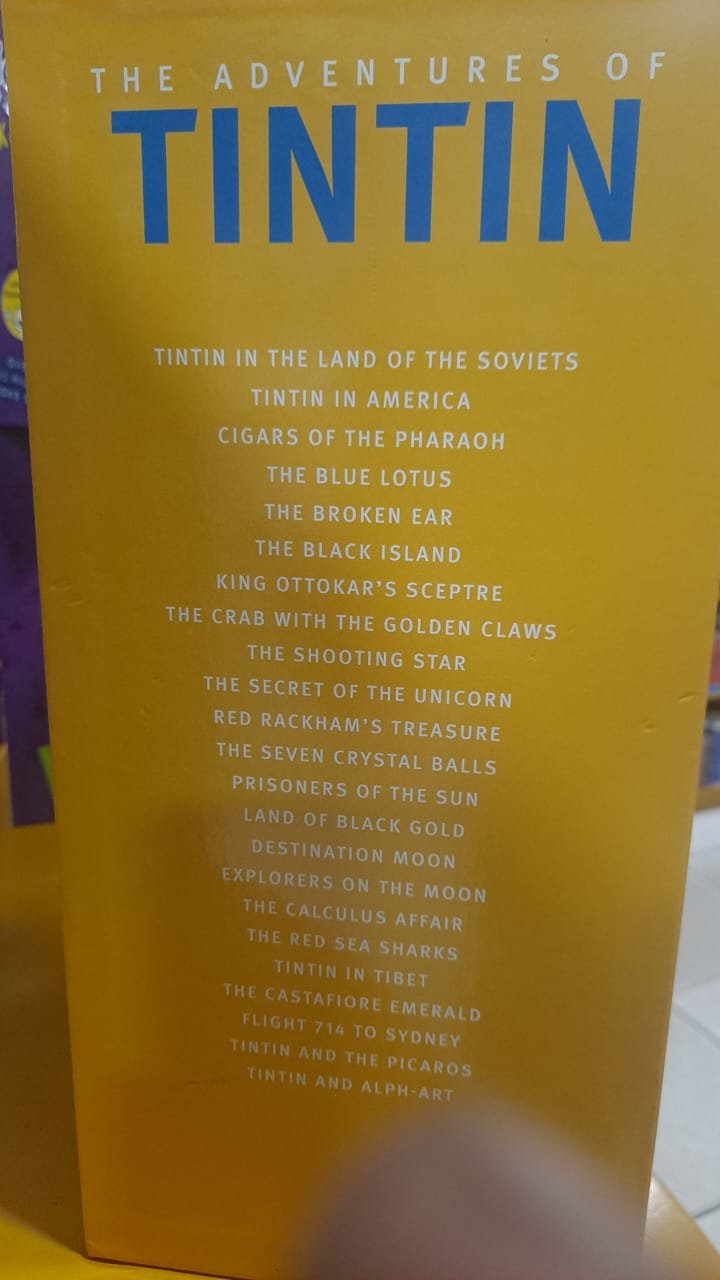 THE ADVENTURES OF
TINTIN
TINTIN IN THE LAND OF THE SOVIETS
TINTIN IN AMERICA
CIGARS OF THE PHARAOH
THE BLUE LOTUS
THE BROKEN EAR
THE BLACK ISLAND
KING OTTOKAR'S SCEPTRE
THE CRAB WITH THE GOLDEN CLAWS
THE SHOOTING STAR
THE SECRET OF THE UNICORN
RED RACKHAM'S TREASURE
THE SEVEN CRYSTAL BALLS
PRISONERS OF THE SUN
LAND OF BLACK GOLD
DESTINATION MOON
EXPLORERS ON THE MOON
THE CALCULUS AFFAIR
THE RED SEA SHARKS
TINTIN IN TIBET
THE CASTAFIORE EMERALD
FLIGHT 714 TO SYDNEY
TINTIN AND THE PICAROS
TINTIN AND ALPH-ART